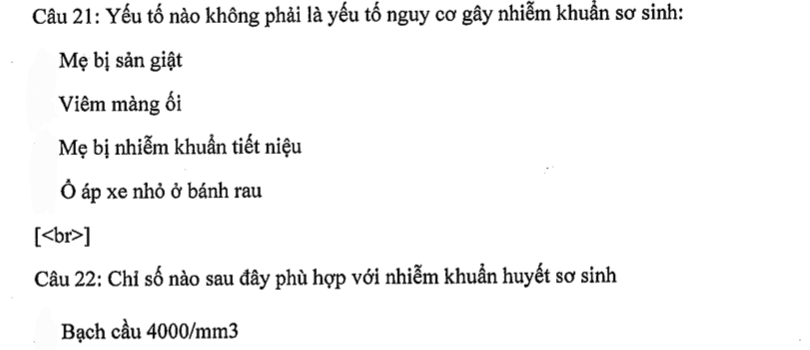 Câu 21: Yếu tố nào không phải là yếu tố nguy cơ gây nhiễm khuẩn sơ sinh:
Mẹ bị sản giật
Viêm màng ối
Mẹ bị nhiễm khuẩn tiết niệu
Ổ áp xe nhỏ ở bánh rau
[<br>]
Câu 22: Chỉ số nào sau đây phù hợp với nhiễm khuẩn huyết sơ sinh
Bạch cầu 4000/mm3